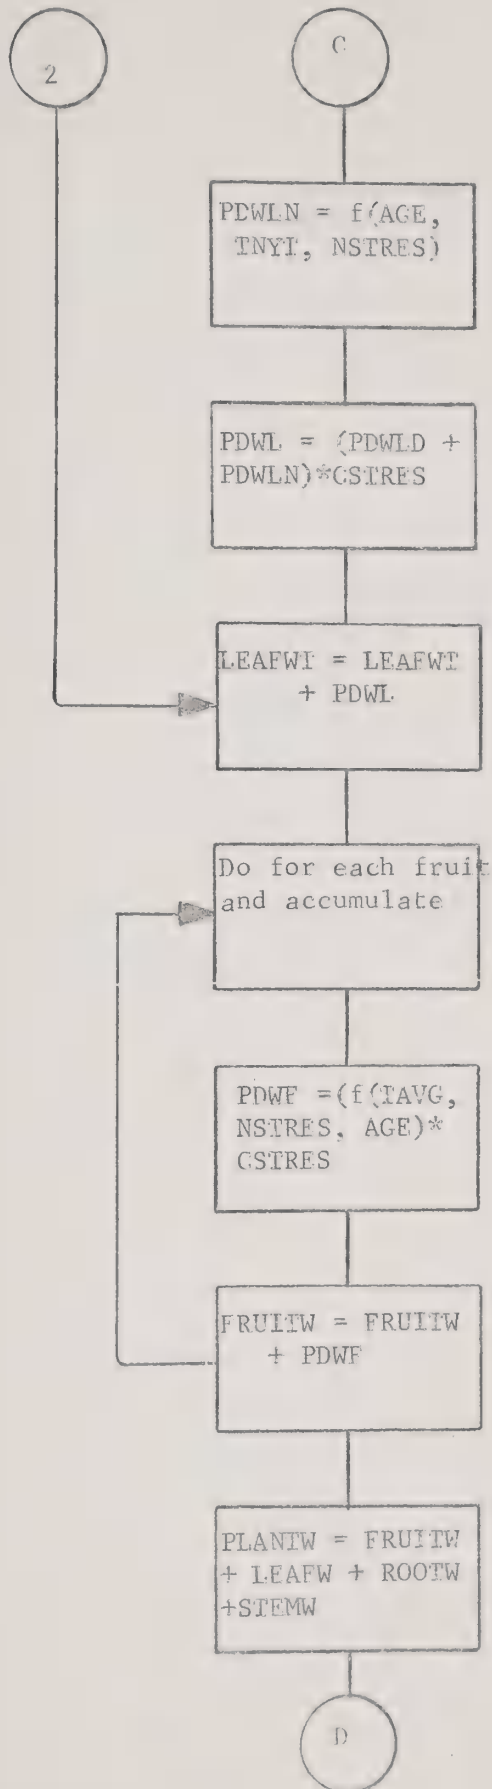 2
C
PDWLN = f(AGE,
TNYI, NSTRES)
PDWL = (PDWLD +
PDWLN)*CSTRES
LEAFWT = LEAFWT
+ PDWL
Do for each fruit
and accumulate
PDWF =(f(TAVG,
NSTRES, AGE)*
CSTRES
FRUITW = FRUITW
+ PDWF
PLANTW = FRUITW
+ LEAFW + ROOTW
+STEMW
D